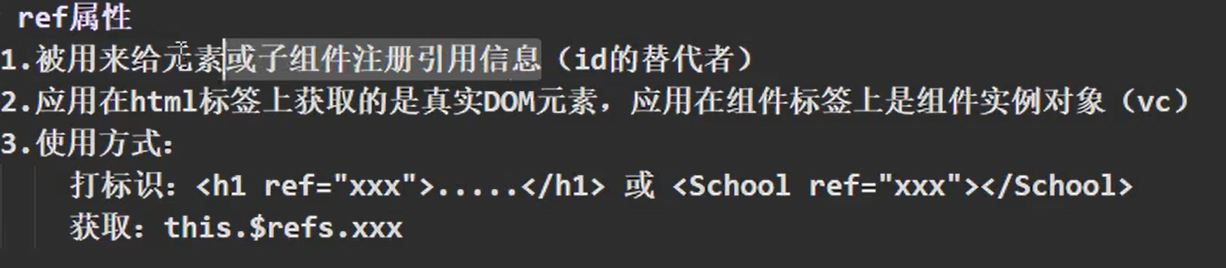 ref属性
1.被用来给元素或子组件注册引用信息（id的替代者）
2.应用在html标签上获取的是真实DOM元素，应用在组件标签上是组件实例对象（vc）
3.使用方式：
打标识：<h1 ref="xxx">.....</h1> 或 <School ref="xxx"></School>
获取：this.$refs.xxx